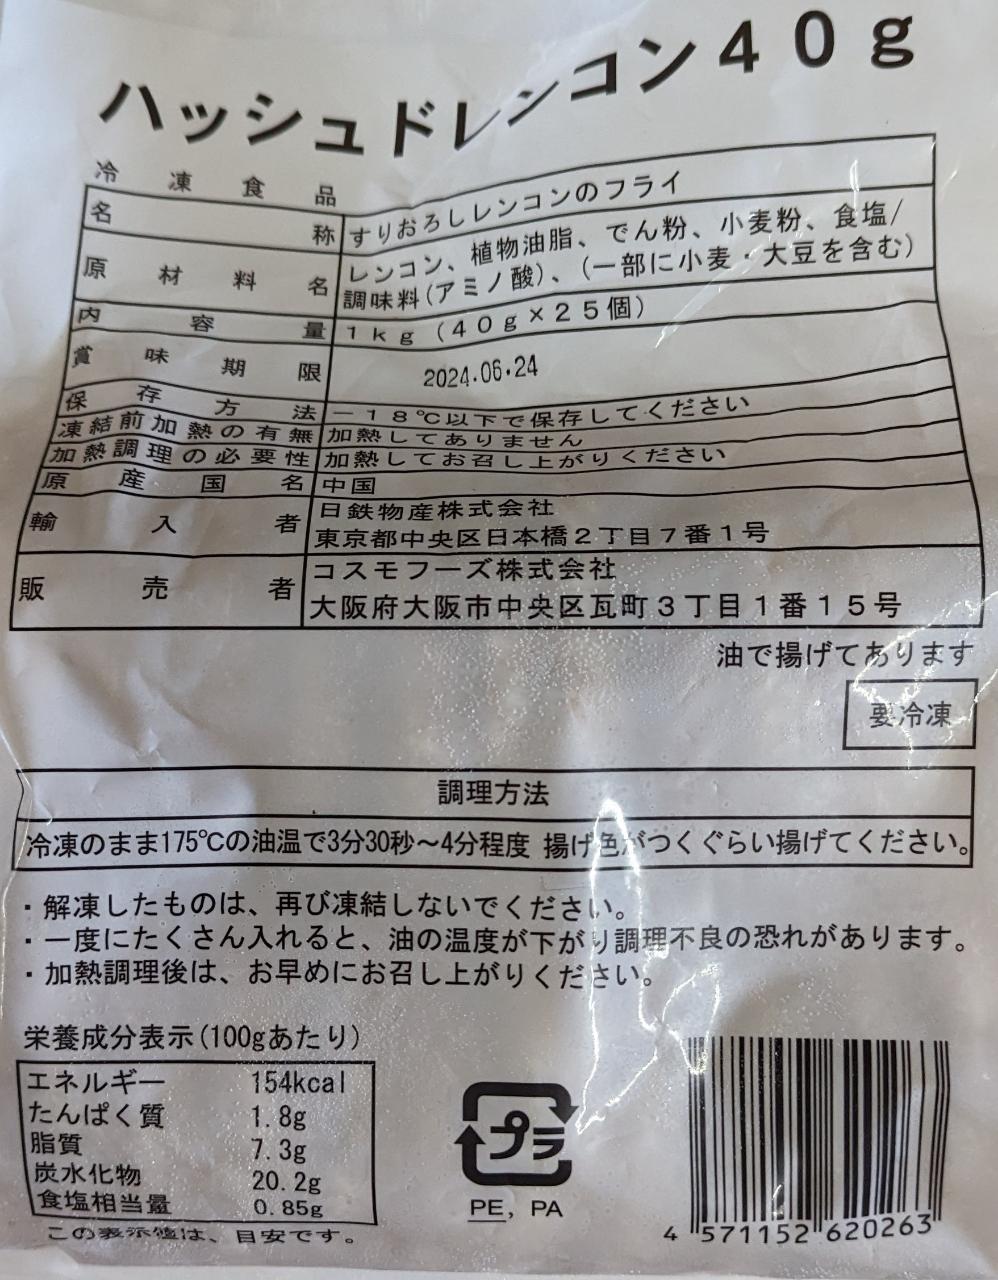 ハッシュドレンコン40g
冷凍食品
名称 すりおろしレンコンのフライ
原材料名 レンコン、植物油脂、でん粉、小麦粉、食塩/
調味料(アミノ酸)、(一部に小麦・大豆を含む)
内容量 1kg(40g×25個)
賞味期限 2024.06.24
保存方法 -18℃以下で保存してください
凍結前加熱の有無 加熱してありません
加熱調理の必要性 加熱してお召し上がりください
原産国名 中国
輸入者 日鉄物産株式会社
東京都中央区日本橋2丁目7番1号
販売者 コスモフーズ株式会社
大阪府大阪市中央区瓦町3丁目1番15号
油で揚げてあります
要冷凍
調理方法
冷凍のまま175℃の油温で3分30秒~4分程度 揚げ色がつくぐらい揚げてください。
・解凍したものは、再び凍結しないでください。
・一度にたくさん入れると、油の温度が下がり調理不良の恐れがあります。
・加熱調理後は、お早めにお召し上がりください。
栄養成分表示(100gあたり)
エネルギー 154kcal
たんぱく質 1.8g
脂質 7.3g
炭水化物 20.2g
食塩相当量 0.85g
この表示値は、目安です。
プラ
PE, PA
4 571152 620263